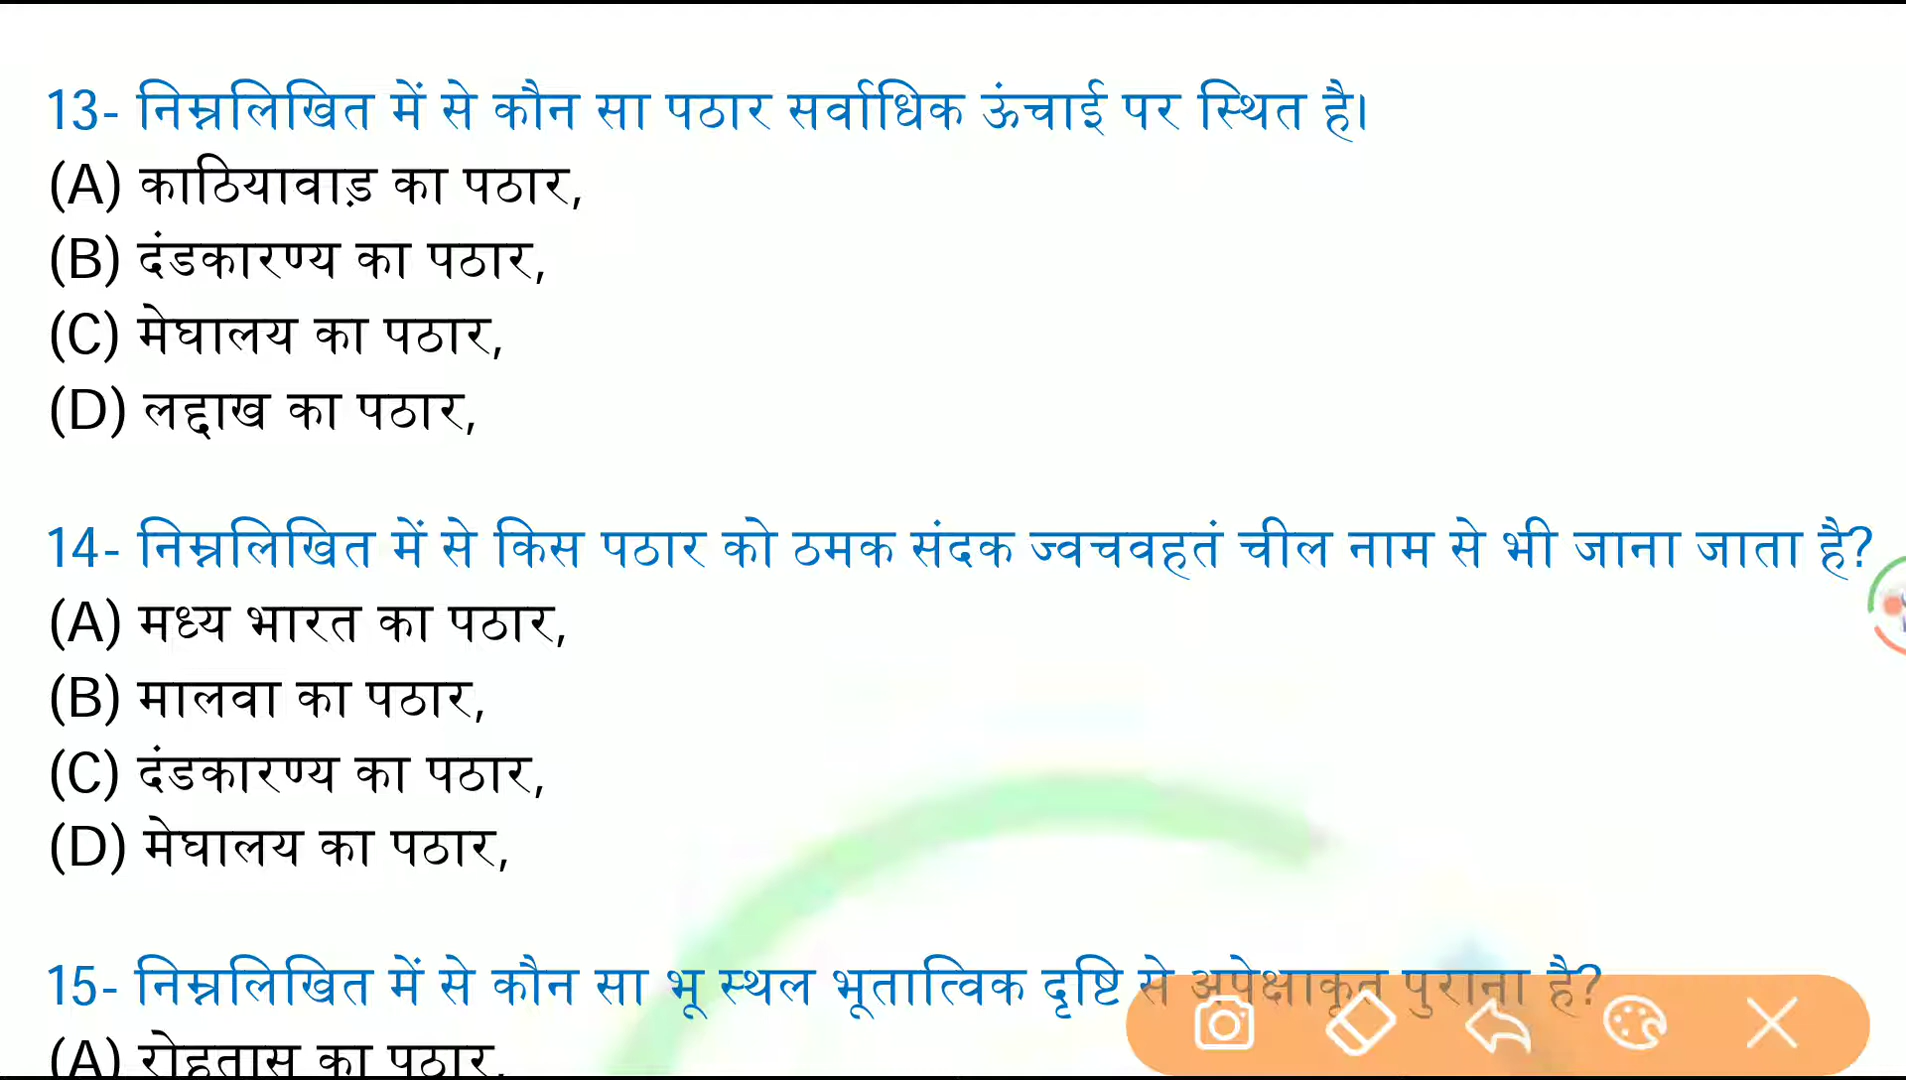 13- निम्नलिखित में से कौन सा पठार सर्वाधिक ऊंचाई पर स्थित है।
(A) काठियावाड़ का पठार,
(B) दंडकारण्य का पठार,
(C) मेघालय का पठार,
(D) लद्दाख का पठार,
14- निम्नलिखित में से किस पठार को ठमक संदक ज्वचवहतं चील नाम से भी जाना जाता है?
(A) मध्य भारत का पठार,
(B) मालवा का पठार,
(C) दंडकारण्य का पठार,
(D) मेघालय का पठार,
15- निम्नलिखित में से कौन सा भू स्थल भूतात्विक दृष्टि से अपेक्षाकृत पुराना है?
(A) रोहतास का पठार,